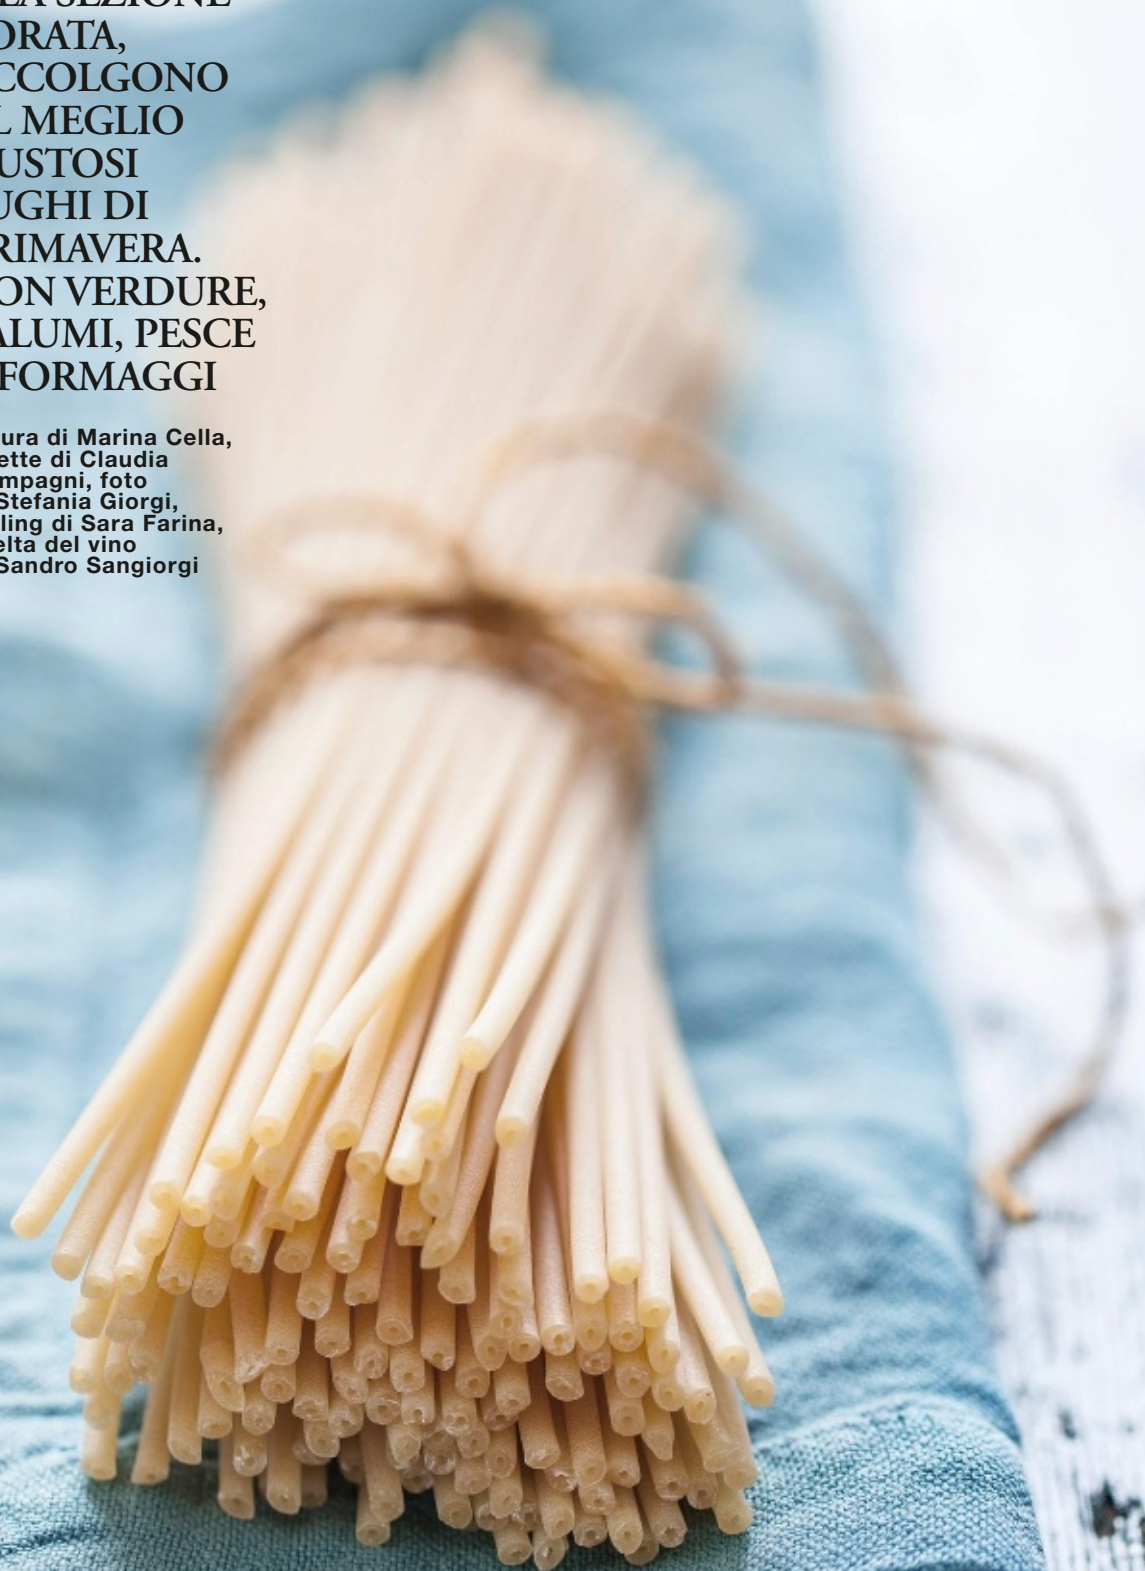 LA SEZIONE
ORATA,
CCOLGONO
L MEGLIO
USTOSI
UGHI DI
RIMAVERA.
ON VERDURE,
ALUMI, PESCE
FORMAGGI
ura di Marina Cella,
ette di Claudia
mpagni, foto
Stefania Giorgi,
ling di Sara Farina,
elta del vino
Sandro Sangiorgi